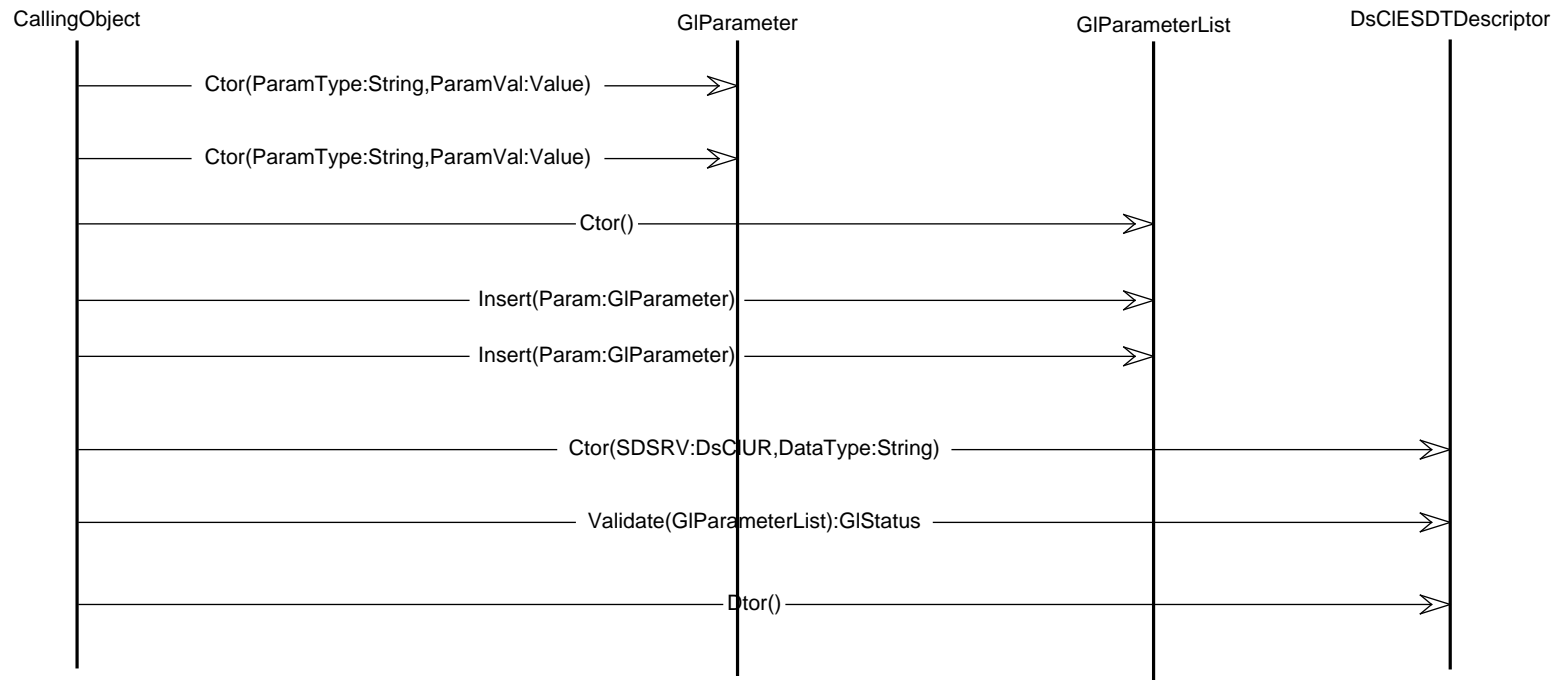 CallingObject
GlParameter
GlParameterList
DsClESDTDescriptor
Ctor(ParamType:String,ParamVal:Value)
Ctor(ParamType:String,ParamVal:Value)
Ctor()
Insert(Param:GlParameter)
Insert(Param:GlParameter)
Ctor(SDSRV:DsClUR,DataType:String)
Validate(GlParameterList):GlStatus
Dtor()